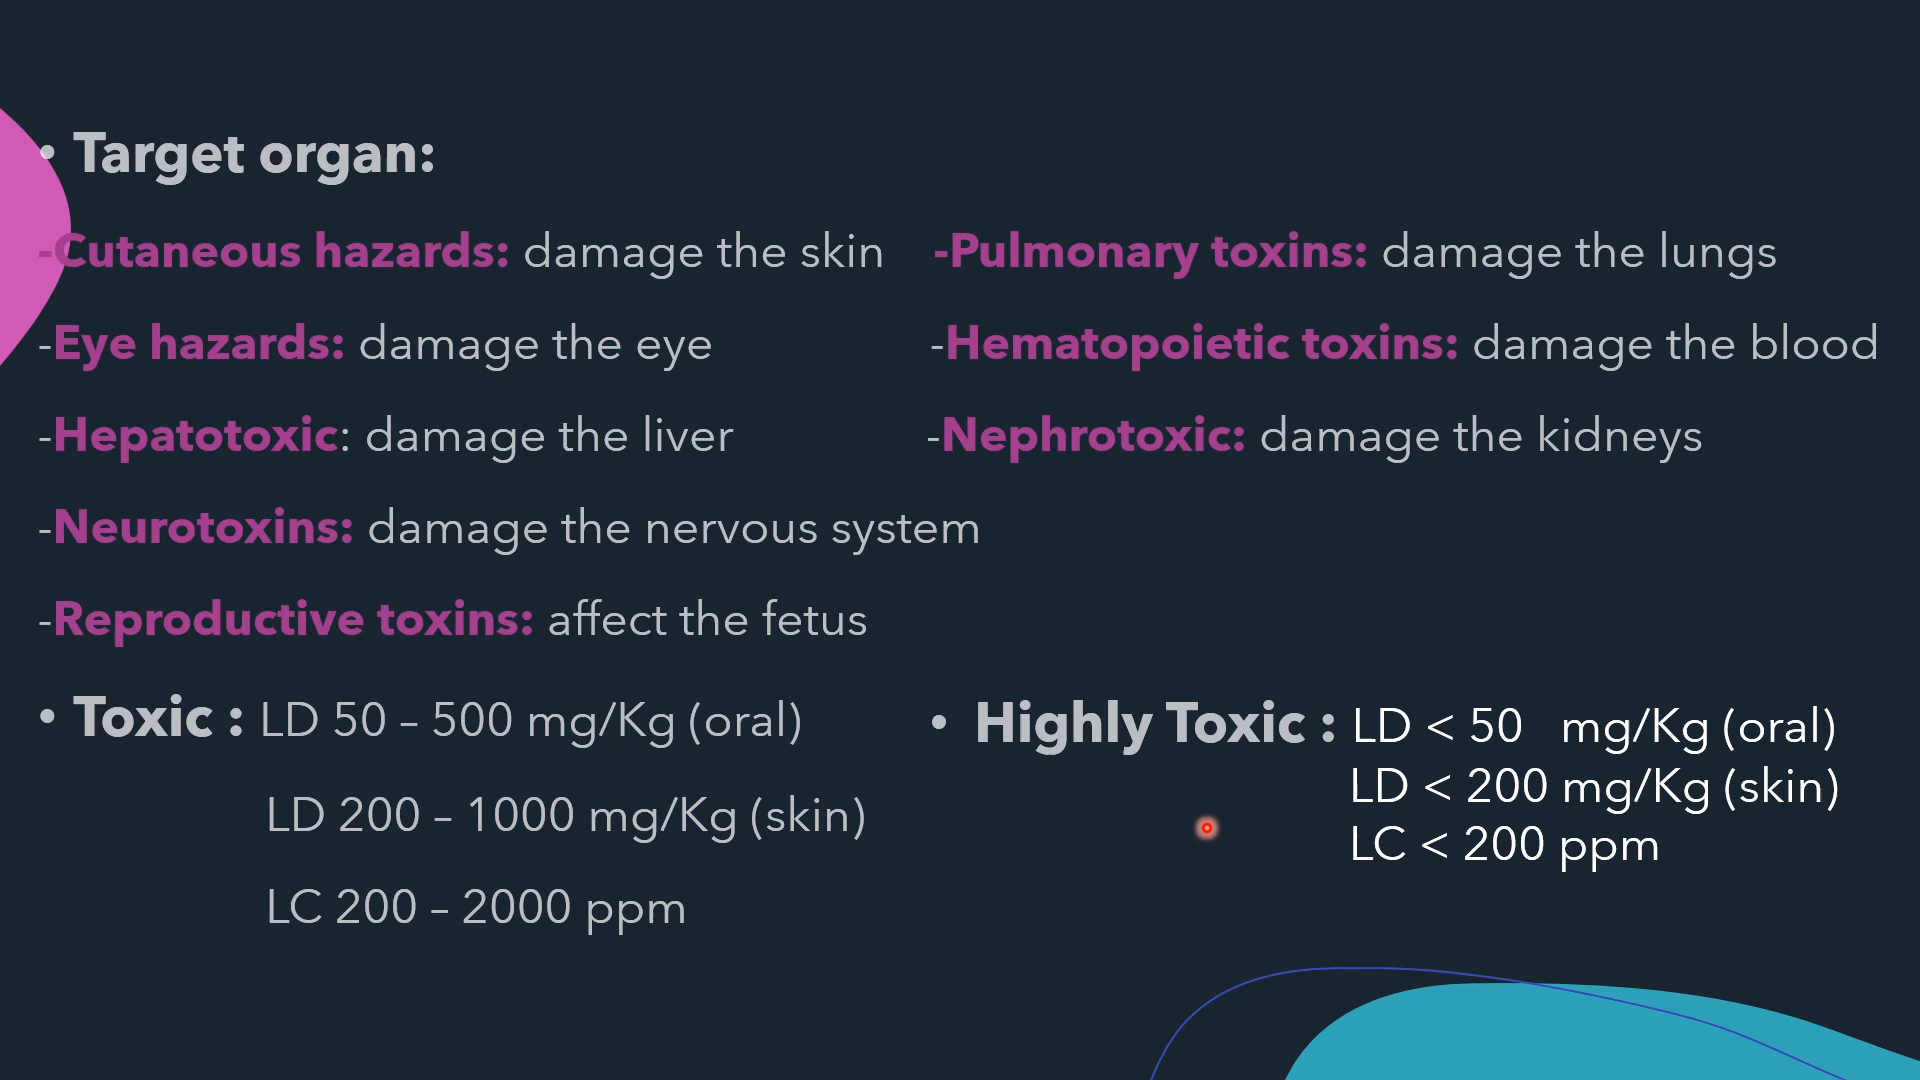 • Target organ:
-Cutaneous hazards: damage the skin -Pulmonary toxins: damage the lungs
-Eye hazards: damage the eye -Hematopoietic toxins: damage the blood
-Hepatotoxic: damage the liver -Nephrotoxic: damage the kidneys
-Neurotoxins: damage the nervous system
-Reproductive toxins: affect the fetus
• Toxic : LD 50 – 500 mg/Kg (oral)
LD 200 – 1000 mg/Kg (skin)
LC 200 – 2000 ppm
• Highly Toxic : LD < 50 mg/Kg (oral)
LD < 200 mg/Kg (skin)
LC < 200 ppm